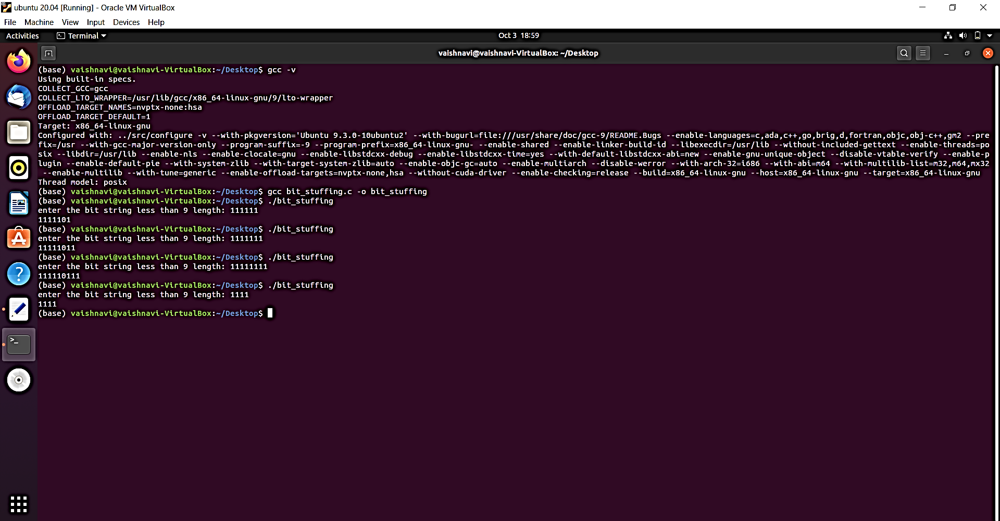 ubuntu 20.04 [Running] - Oracle VM VirtualBox
File Machine View Input Devices Help
Activities Terminal Oct 3 18:59
vaishnavi@vaishnavi-VirtualBox: ~/Desktop
(base) vaishnavi@vaishnavi-VirtualBox:~/Desktop$ gcc -v
Using built-in specs.
COLLECT_GCC=gcc
COLLECT_LTO_WRAPPER=/usr/lib/gcc/x86_64-linux-gnu/9/lto-wrapper
OFFLOAD_TARGET_NAMES=nvptx-none:hsa
OFFLOAD_TARGET_DEFAULT=1
Target: x86_64-linux-gnu
Configured with: ../src/configure -v --with-pkgversion='Ubuntu 9.3.0-10ubuntu2' --with-bugurl=file:///usr/share/doc/gcc-9/README.Bugs --enable-languages=c,ada,c++,go,brig,d,fortran,objc,obj-c++,gm2 --pre
fix=/usr --with-gcc-major-version-only --program-suffix=-9 --program-prefix=x86_64-linux-gnu- --enable-shared --enable-linker-build-id --libexecdir=/usr/lib --without-included-gettext --enable-threads=po
six --libdir=/usr/lib --enable-nls --enable-clocale=gnu --enable-libstdcxx-debug --enable-libstdcxx-time=yes --with-default-libstdcxx-abi=new --enable-gnu-unique-object --disable-vtable-verify --enable-p
lugin --enable-default-pie --with-system-zlib --with-target-system-zlib=auto --enable-objc-gc=auto --enable-multiarch --disable-werror --with-arch-32=i686 --with-abi=m64 --with-multilib-list=m32,m64,mx32
--enable-multilib --with-tune=generic --enable-offload-targets=nvptx-none,hsa --without-cuda-driver --enable-checking=release --build=x86_64-linux-gnu --host=x86_64-linux-gnu --target=x86_64-linux-gnu
Thread model: posix
(base) vaishnavi@vaishnavi-VirtualBox:~/Desktop$ gcc bit_stuffing.c -o bit_stuffing
(base) vaishnavi@vaishnavi-VirtualBox:~/Desktop$ ./bit_stuffing
enter the bit string less than 9 length: 111111
1111101
(base) vaishnavi@vaishnavi-VirtualBox:~/Desktop$ ./bit_stuffing
enter the bit string less than 9 length: 1111111
11111011
(base) vaishnavi@vaishnavi-VirtualBox:~/Desktop$ ./bit_stuffing
enter the bit string less than 9 length: 11111111
111110111
(base) vaishnavi@vaishnavi-VirtualBox:~/Desktop$ ./bit_stuffing
enter the bit string less than 9 length: 1111
1111
(base) vaishnavi@vaishnavi-VirtualBox:~/Desktop$